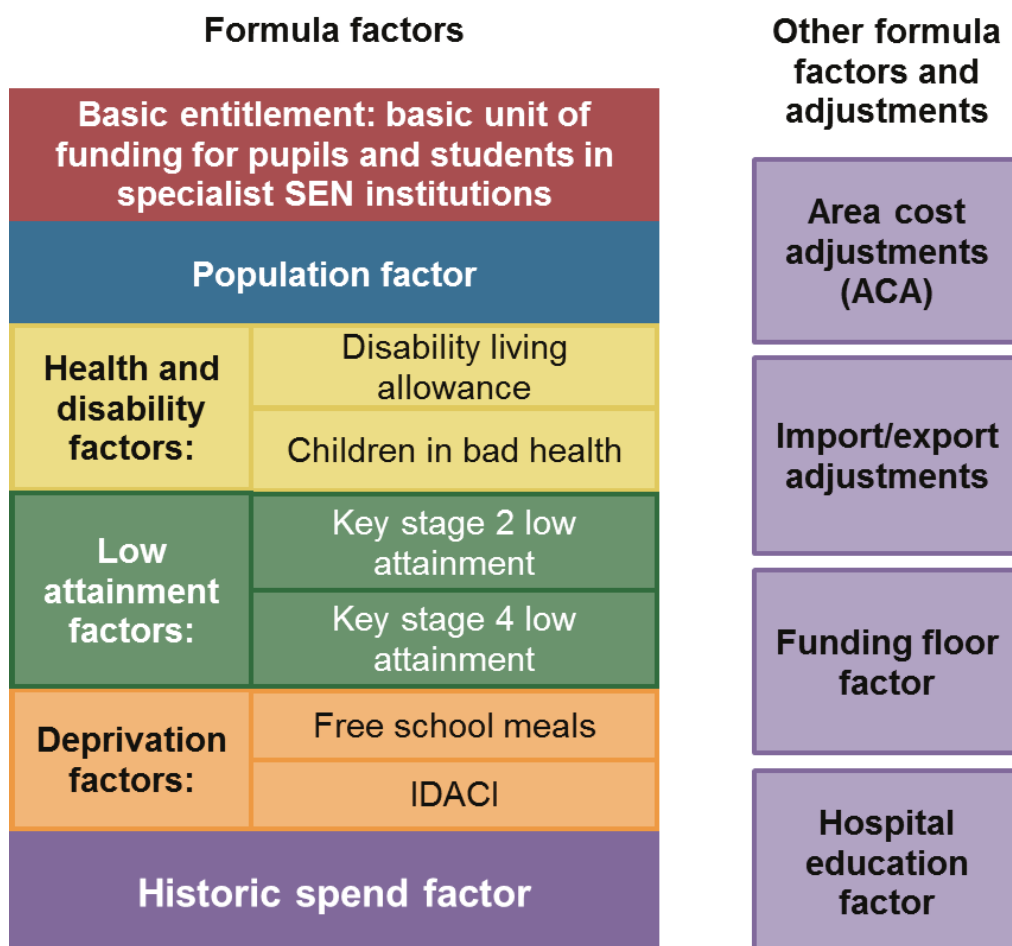 Formula factors
Basic entitlement: basic unit of
funding for pupils and students in
specialist SEN institutions
Population factor
Health and
disability
factors:
Disability living
allowance
Children in bad health
Low
attainment
factors:
Key stage 2 low
attainment
Key stage 4 low
attainment
Deprivation
factors:
Free school meals
IDACI
Historic spend factor
Other formula
factors and
adjustments
Area cost
adjustments
(ACA)
Import/export
adjustments
Funding floor
factor
Hospital
education
factor